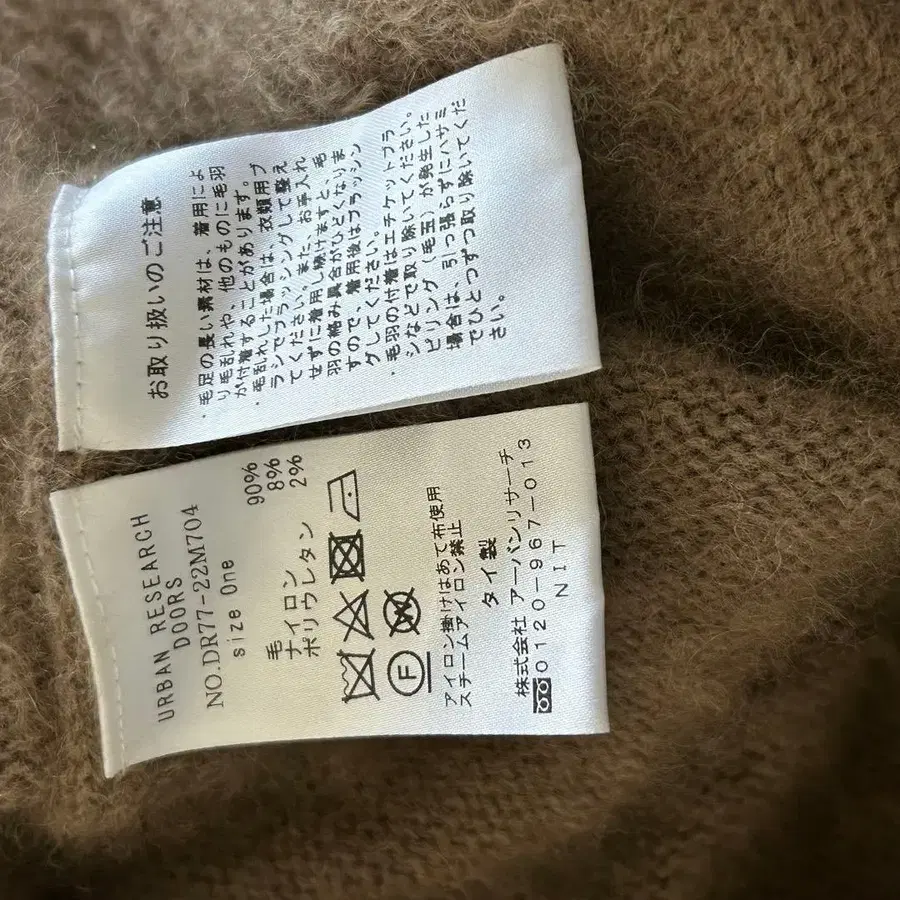 お取り扱いのご注意
・毛足の長い素材は、着用によ
り毛乱れや、他のものに毛羽
が付着することがあります。
・毛乱れした場合は、衣類用ブ
ラシでブラッシングして整え
てください。また、お手入れ
せずに着用し続けますと、毛
羽の絡み具合がひどくなりま
すので、着用後はブラッシン
グしてください。
・毛羽の付着はエチケットブラ
シなどで取り除いてください。
ピリング(毛玉)が発生した
場合は、引っ張らずにハサミ
でひとつずつ取り除いてくだ
さい。
URBAN RESEARCH
DOORS
NO.DR77-22M704
size One
毛 90%
ナイロン 8%
ポリウレタン 2%
F
アイロン掛けはあて布使用
スチームアイロン禁止
タイ製
株式会社 アーバンリサーチ
0120-967-013
NIT